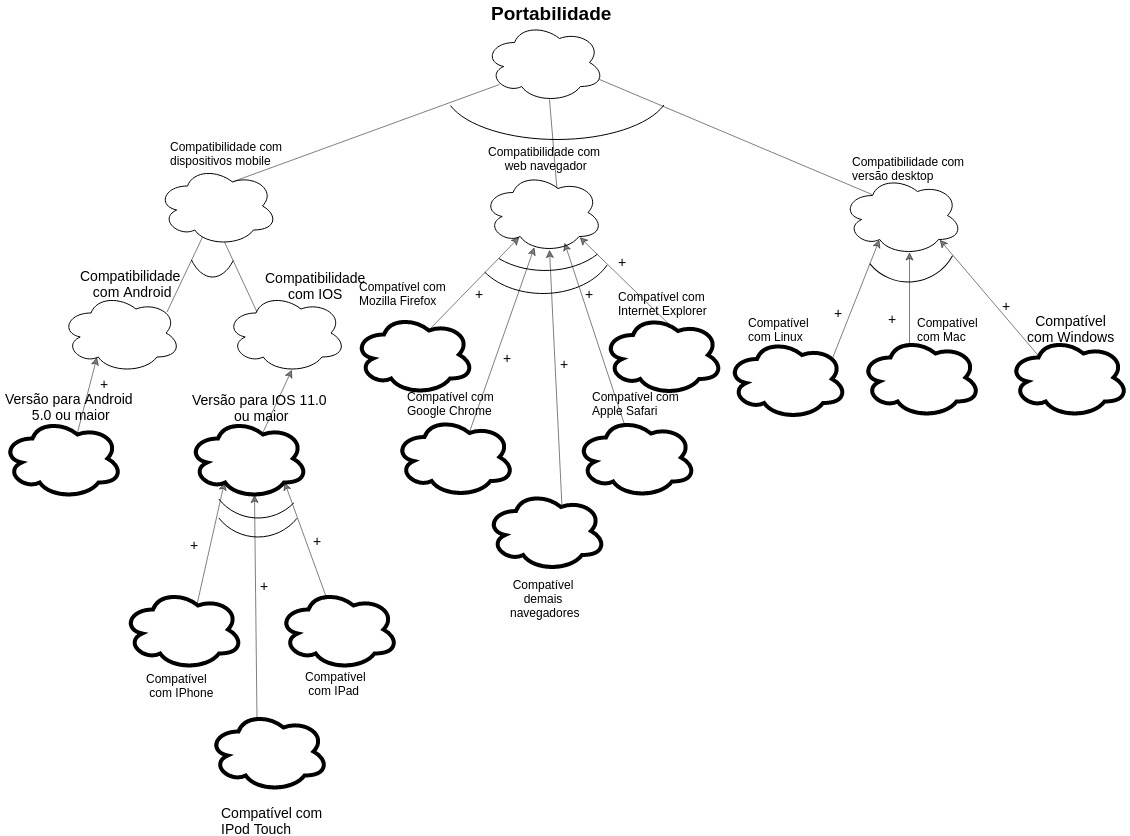 Portabilidade
Compatibilidade com
dispositivos mobile
Compatibilidade com
web navegador
Compatibilidade com
versão desktop
Compatibilidade
com Android
Compatibilidade
com IOS
Compatível com
Mozilla Firefox
+
+
+
Compatível com
Internet Explorer
+
+
+
Compatível
com Linux
Compatível
com Mac
Compatível
com Windows
+
+
+
Versão para Android
5.0 ou maior
Versão para IOS 11.0
ou maior
Compatível com
Google Chrome
Compatível com
Apple Safari
+
+
+
Compatível
demais
navegadores
Compatível
com IPhone
Compatível
com IPad
Compatível com
IPod Touch